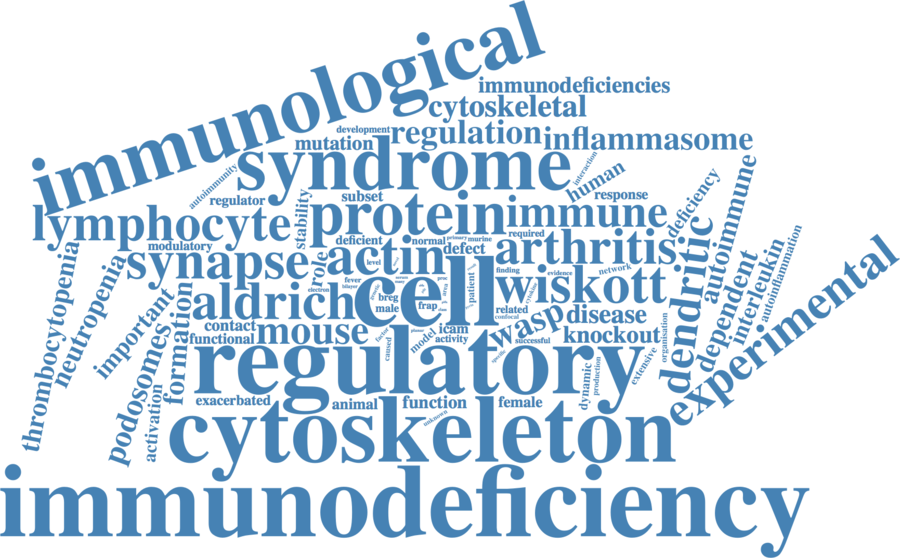 immunological
immunodeficiencies
cytoskeletal
development
regulation
inflammasome
mutation
syndrome
interaction
human
autoimmunity
regulator
subset
response
deficiency
autoimmune
lymphocyte
stability
protein
immune
modulatory
deficient
normal
primary
murine
required
defect
arthritis
dendritic
synapse
role
actin
level
finding
network
evidence
thrombocytopenia
neutropenia
important
podosomes
formation
activation
aldrich
fever
bilayer
electron
breg
male
frap
cell
patient
cytokine
wiskott
related
confocal
wasp
disease
dependent
interleukin
autoinflammation
experimental
contact
functional
mouse
factor
caused
model
icam
activity
successful
knockout
organisation
extensive
regulatory
specific
dynamic
production
exacerbated
animal
function
unknown
female
cytoskeleton
immunodeficiency